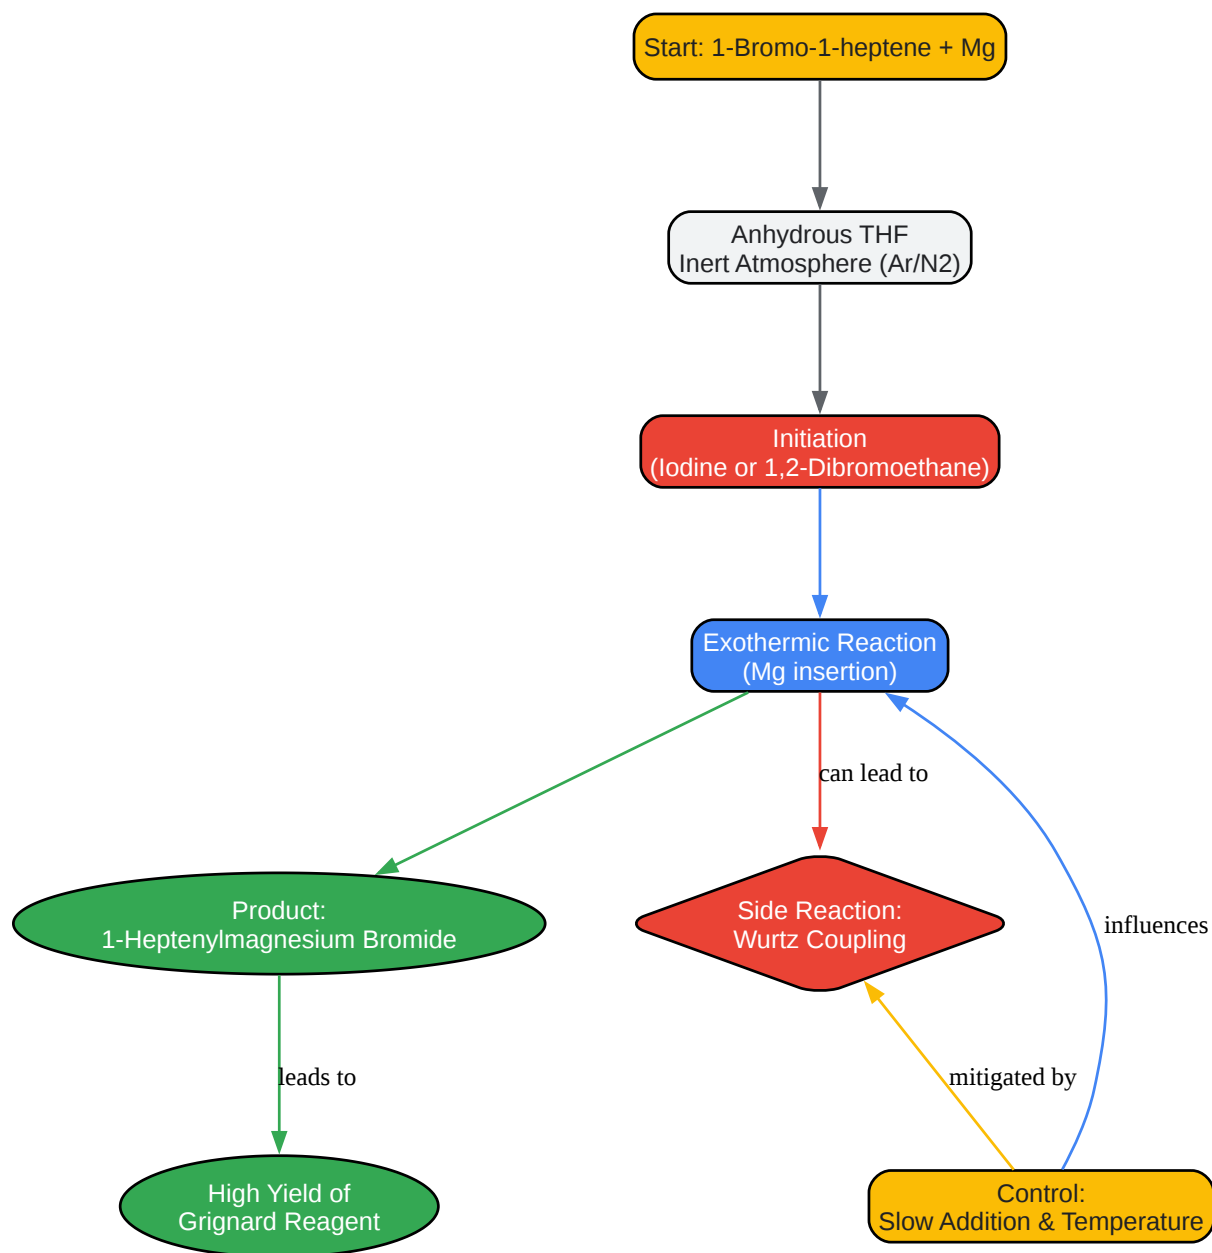 Start: 1-Bromo-1-heptene + Mg
Anhydrous THF
Inert Atmosphere (Ar/N2)
Initiation
(Iodine or 1,2-Dibromoethane)
Exothermic Reaction
(Mg insertion)
can lead to
Product:
1-Heptenylmagnesium Bromide
Side Reaction:
Wurtz Coupling
influences
leads to
mitigated by
High Yield of
Grignard Reagent
Control:
Slow Addition & Temperature